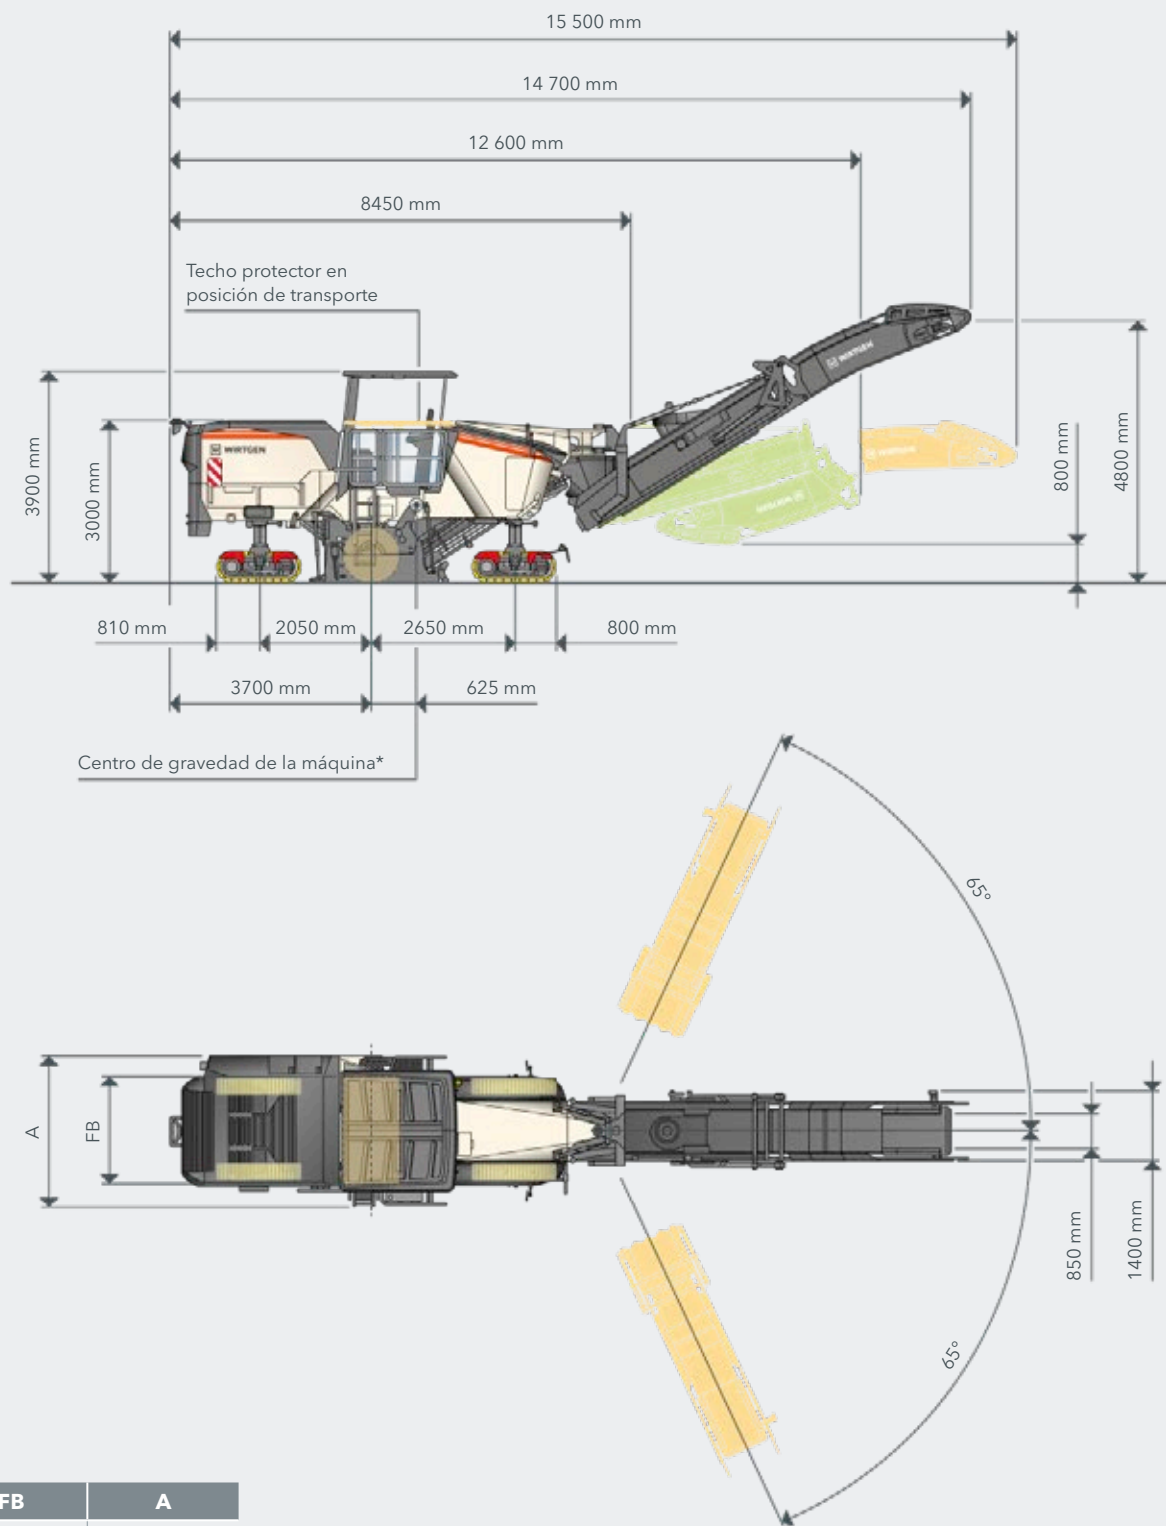 15 500 mm
14 700 mm
12 600 mm
8450 mm
Techo protector en
posición de transporte
WIRTGEN
WIRTGEN
3900 mm
3000 mm
800 mm
4800 mm
810 mm
2050 mm
2650 mm
800 mm
3700 mm
625 mm
Centro de gravedad de la máquina*
65°
A
FB
850 mm
1400 mm
65°
FB
A